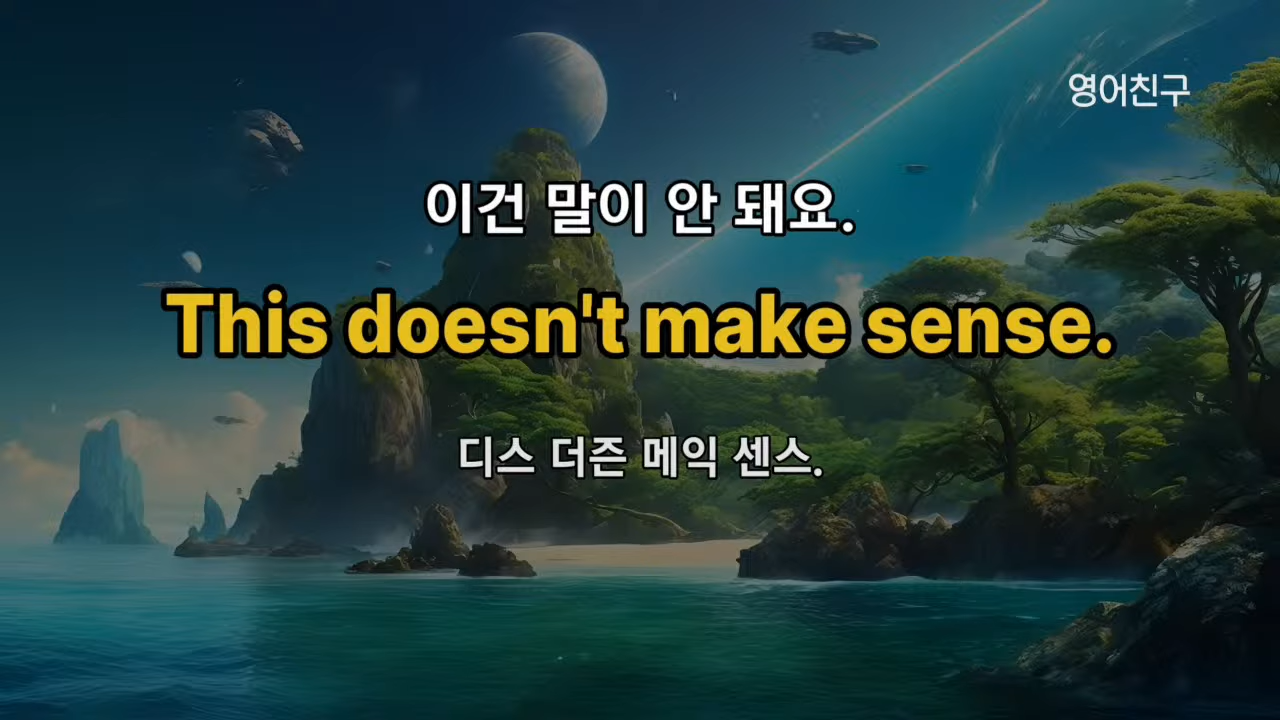 영어친구
이건 말이 안 돼요.
This doesn't make sense.
디스 더즌 메익 센스.